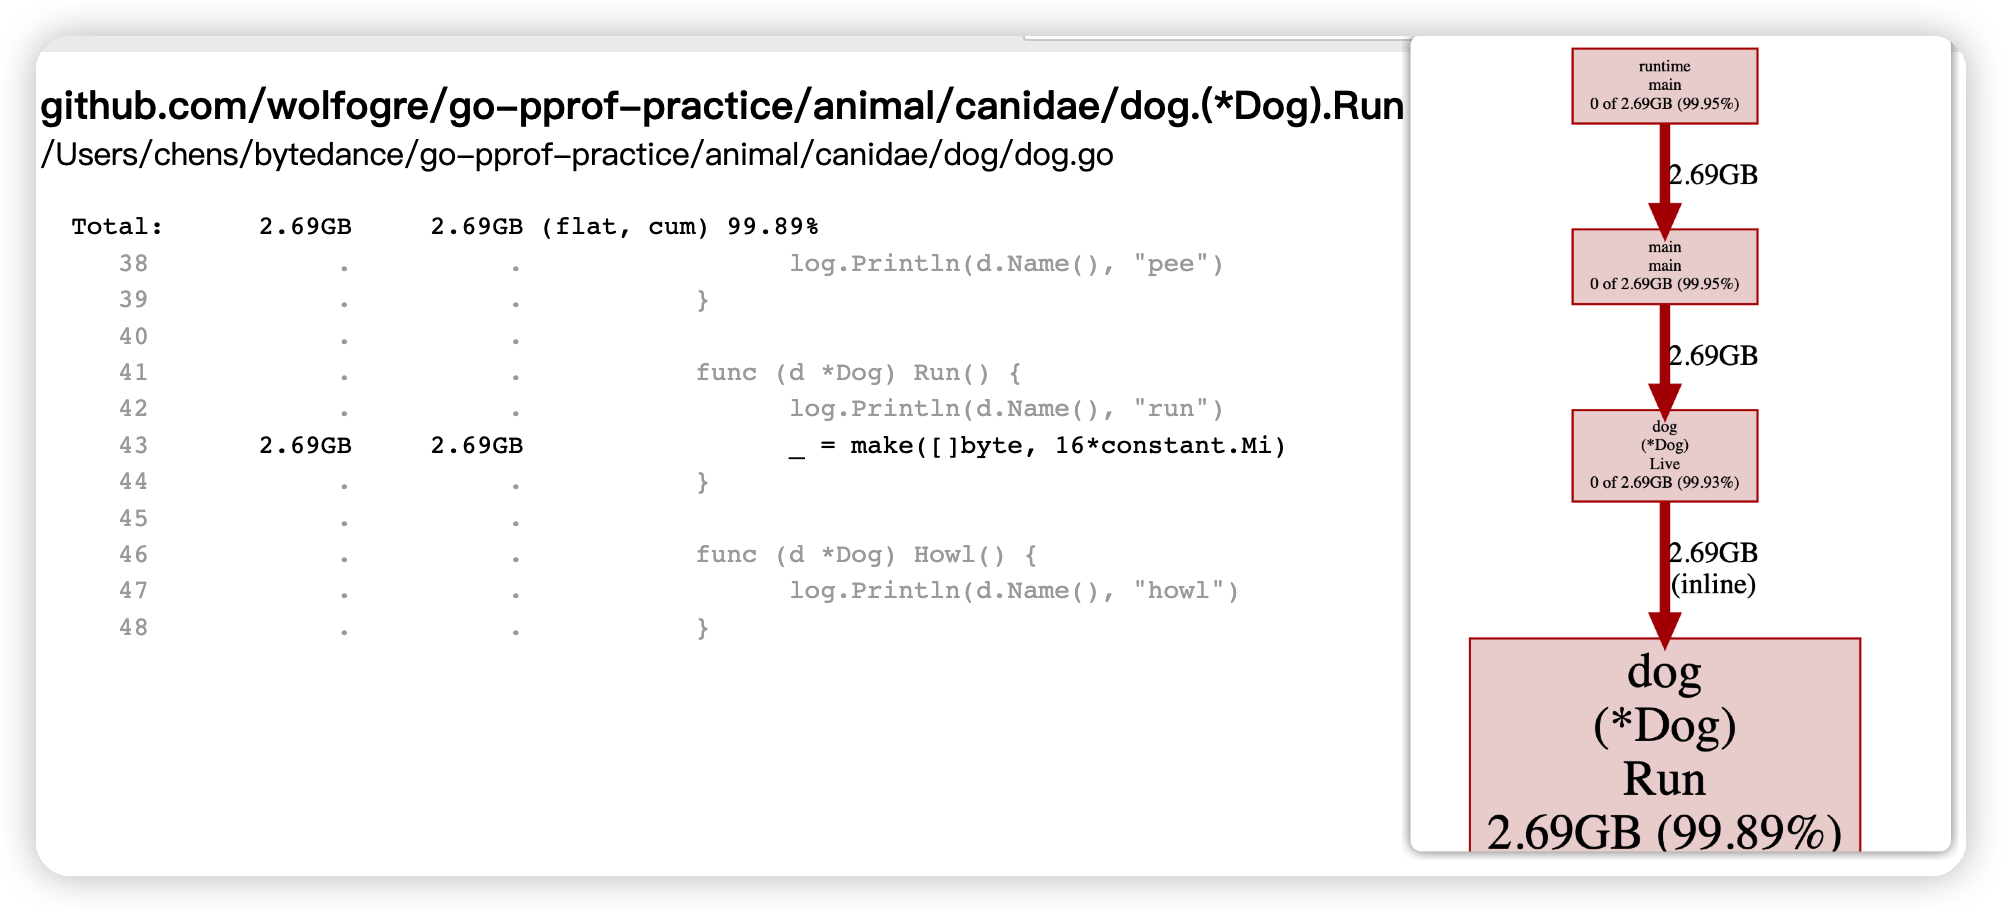 github.com/wolfogre/go-pprof-practice/animal/canidae/dog.(*Dog).Run
/Users/chens/bytedance/go-pprof-practice/animal/canidae/dog/dog.go
Total: 2.69GB 2.69GB (flat, cum) 99.89%
38 . . log.Println(d.Name(), "pee")
39 . . }
40 . .
41 . . func (d *Dog) Run() {
42 . . log.Println(d.Name(), "run")
43 2.69GB 2.69GB _ = make([]byte, 16*constant.Mi)
44 . . }
45 . .
46 . . func (d *Dog) Howl() {
47 . . log.Println(d.Name(), "howl")
48 . . }
runtime
main
0 of 2.69GB (99.95%)
2.69GB
main
main
0 of 2.69GB (99.95%)
2.69GB
dog
(*Dog)
Live
0 of 2.69GB (99.93%)
2.69GB
(inline)
dog
(*Dog)
Run
2.69GB (99.89%)